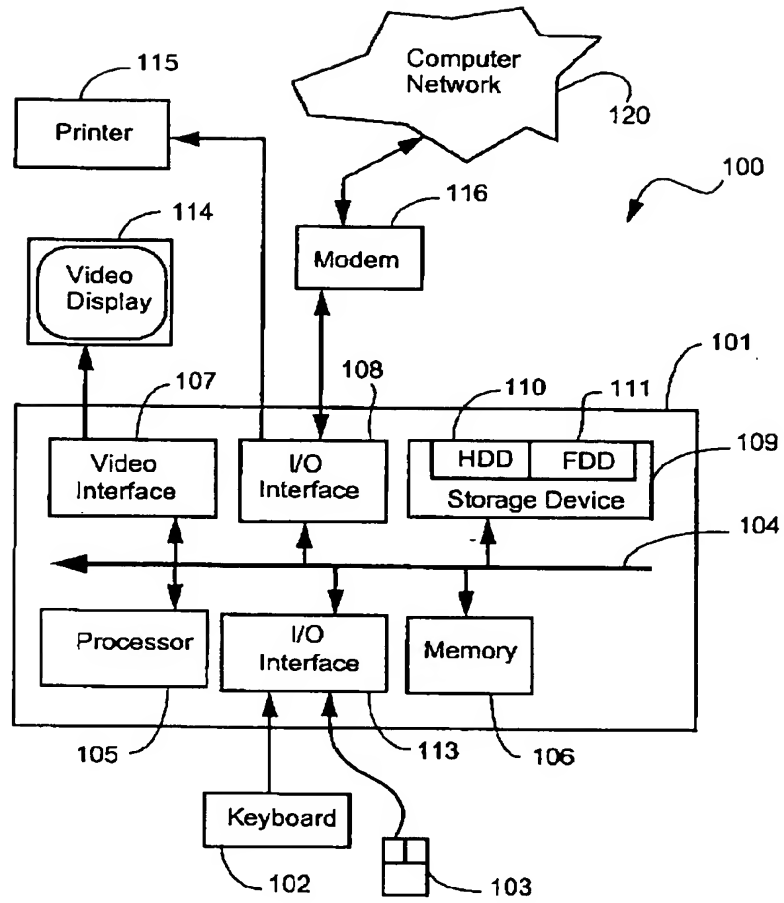 115
Printer
Computer
Network
120
100
116
Modem
114
Video
Display
101
107
108
110
111
109
Video
Interface
I/O
Interface
HDD
FDD
Storage Device
104
Processor
I/O
Interface
Memory
105
113
106
Keyboard
102
103